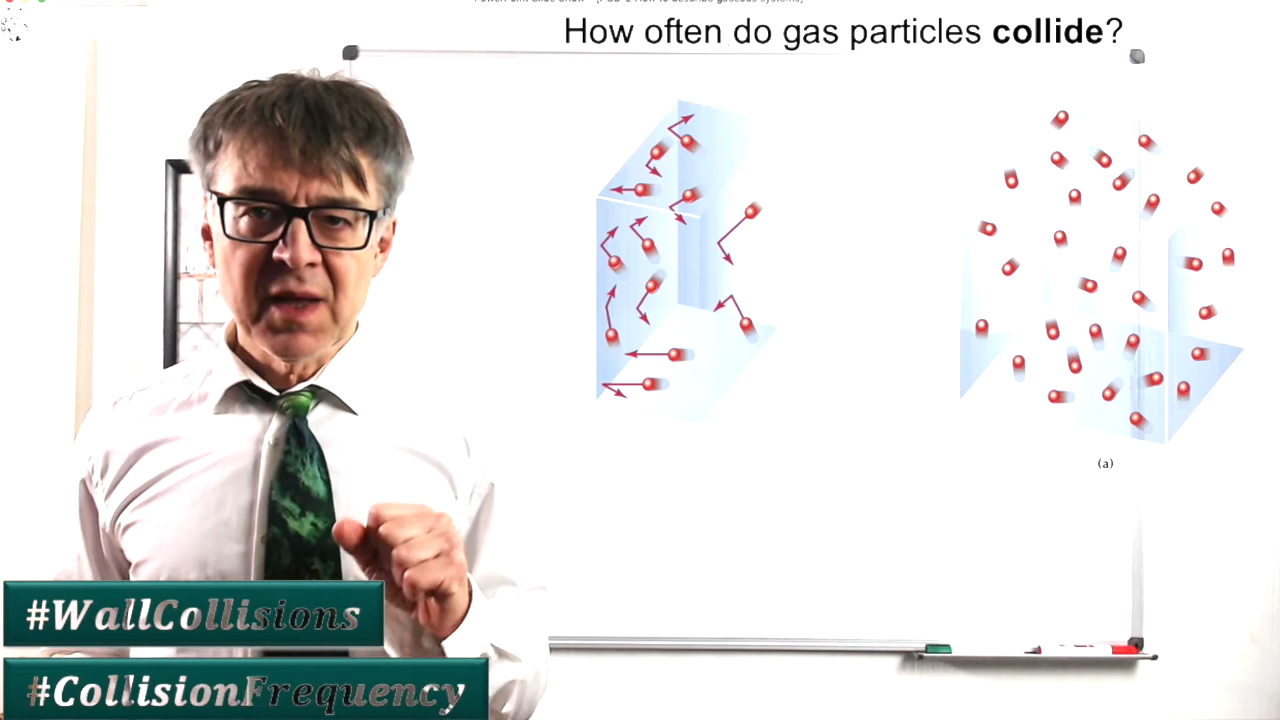 How often do gas particles collide?
(a)
#WallCollisions
#CollisionFrequency